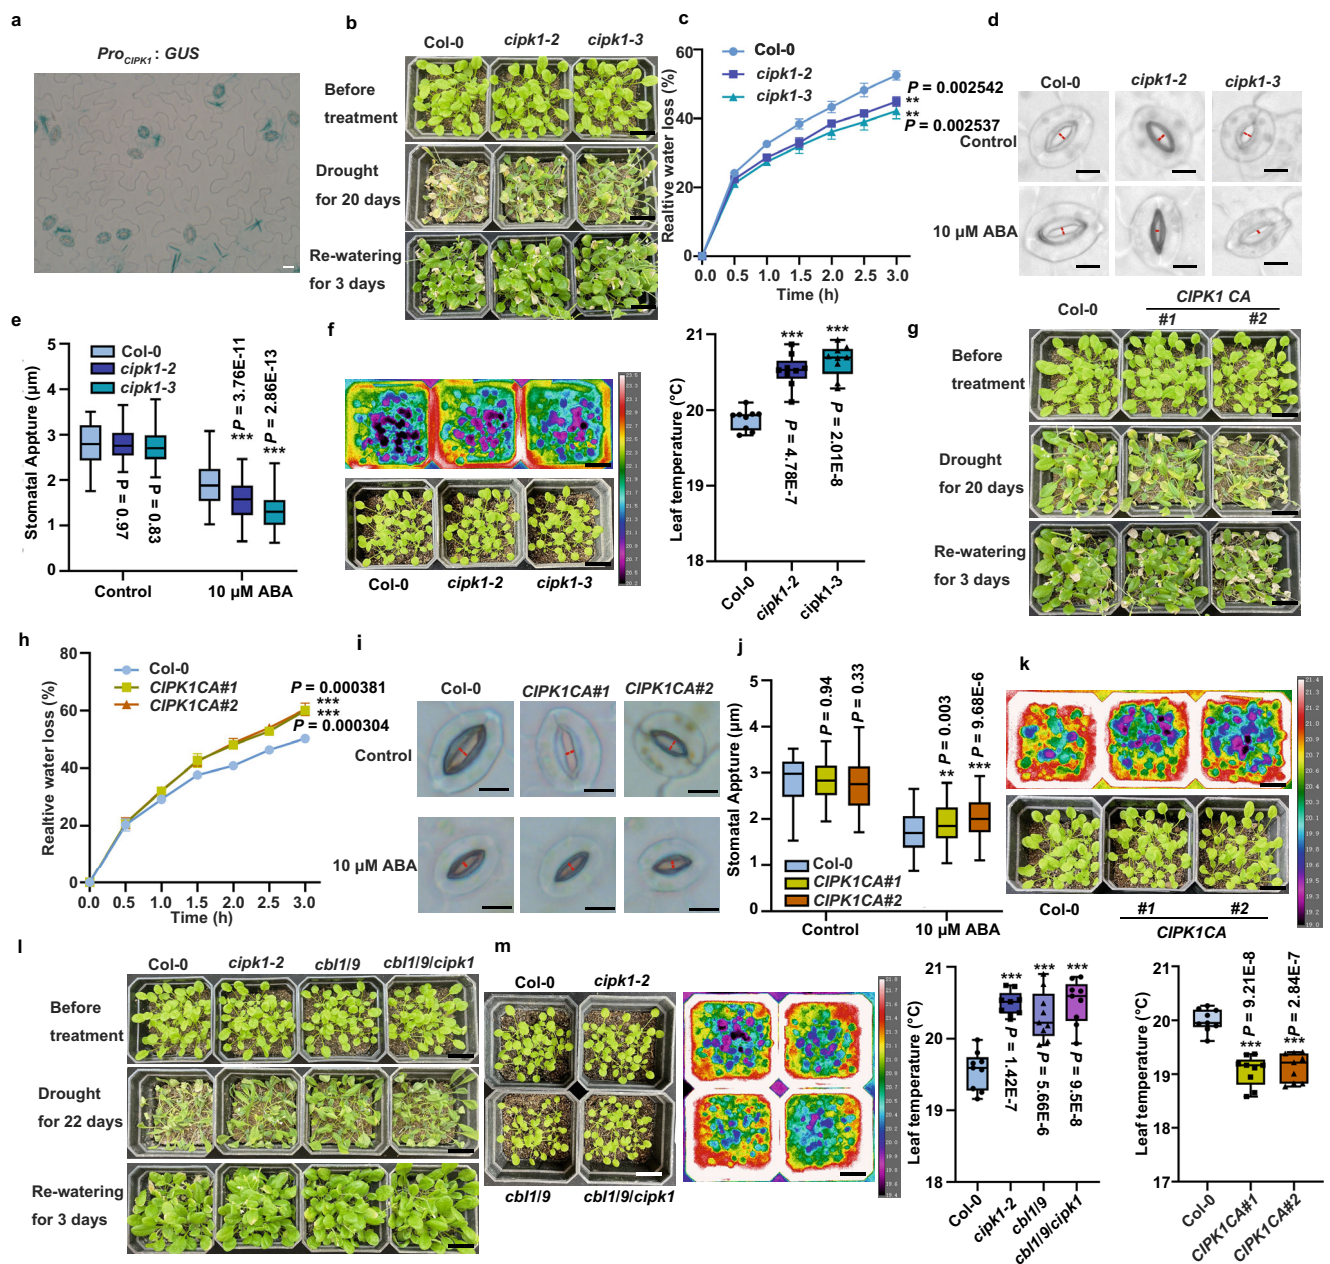 a
Pro CIPK1 : GUS
b
Col-0 cipk1-2 cipk1-3
Before
treatment
Drought
for 20 days
Re-watering
for 3 days
c
Realtive water loss (%)
60
40
20
0
0.0 0.5 1.0 1.5 2.0 2.5 3.0
Time (h)
Col-0
cipk1-2
cipk1-3
P = 0.002542
**
**
P = 0.002537
d
Col-0 cipk1-2 cipk1-3
Control
10 µM ABA
e
Stomatal Appture (µm)
5
4
3
2
1
0
Col-0
cipk1-2
cipk1-3
P = 0.97
P = 0.83
*** P = 3.76E-11
*** P = 2.86E-13
Control 10 µM ABA
f
Col-0 cipk1-2 cipk1-3
Leaf temperature (°C)
21
20
19
18
***
***
P = 4.78E-7
P = 2.01E-8
Col-0
cipk1-2
cipk1-3
g
Col-0
CIPK1 CA
#1 #2
Before
treatment
Drought
for 20 days
Re-watering
for 3 days
h
Realtive water loss (%)
80
60
40
20
0
0.0 0.5 1.0 1.5 2.0 2.5 3.0
Time (h)
Col-0
CIPK1CA#1
CIPK1CA#2
P = 0.000381
***
***
P = 0.000304
i
Col-0 CIPK1CA#1 CIPK1CA#2
Control
10 µM ABA
j
Stomatal Appture (µm)
5
4
3
2
1
0
P = 0.94
P = 0.33
** P = 0.003
*** P = 9.68E-6
Col-0
CIPK1CA#1
CIPK1CA#2
Control 10 µM ABA
k
Col-0 #1 #2
CIPK1CA
l
Col-0 cipk1-2 cbl1/9 cbl1/9/cipk1
Before
treatment
Drought
for 22 days
Re-watering
for 3 days
m
Col-0 cipk1-2
cbl1/9 cbl1/9/cipk1
Leaf temperature (°C)
21
20
19
18
***
***
***
P = 1.42E-7
P = 5.66E-6
P = 9.5E-8
Col-0
cipk1-2
cbl1/9
cbl1/9/cipk1
Leaf temperature (°C)
21
20
19
18
17
*** P = 9.21E-8
*** P = 2.84E-7
Col-0
CIPK1CA#1
CIPK1CA#2